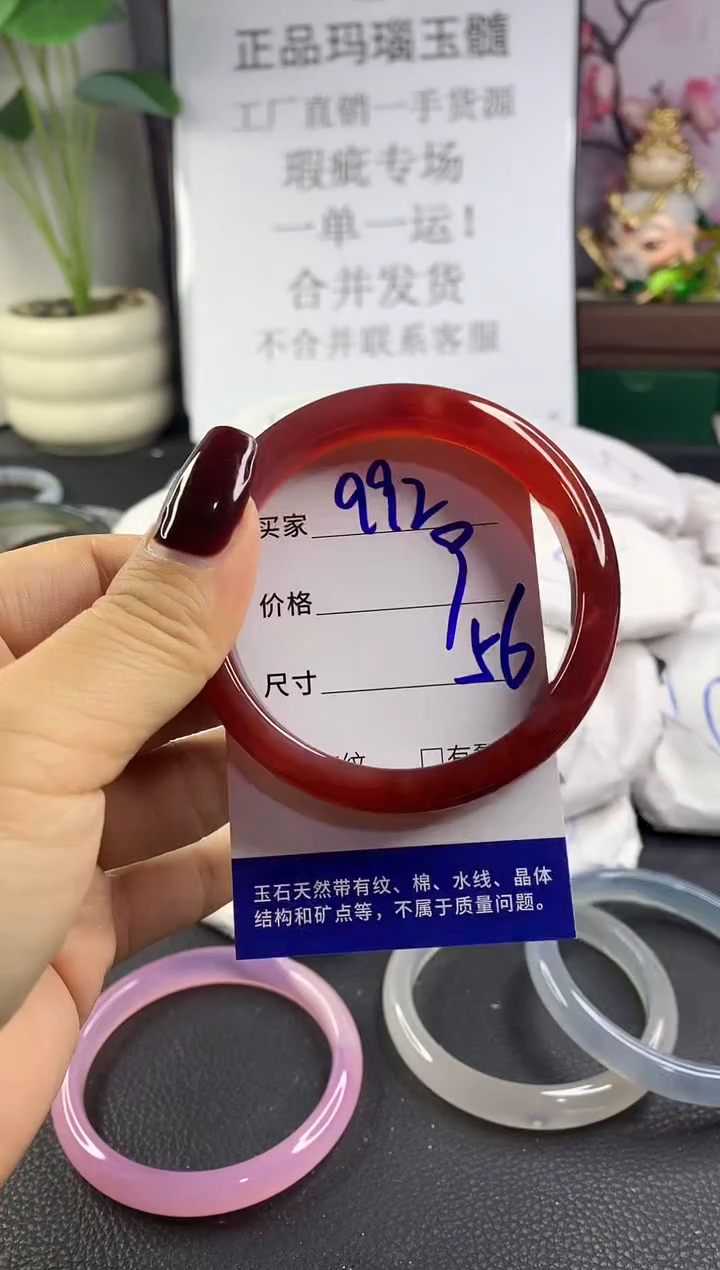 正品玛瑙玉髓
工厂直销一手货源
瑕疵专场
一单一运！
合并发货
不合并联系客服
买家 992
价格
尺寸 56
纹 □有
玉石天然带有纹、棉、水线、晶体
结构和矿点等，不属于质量问题。